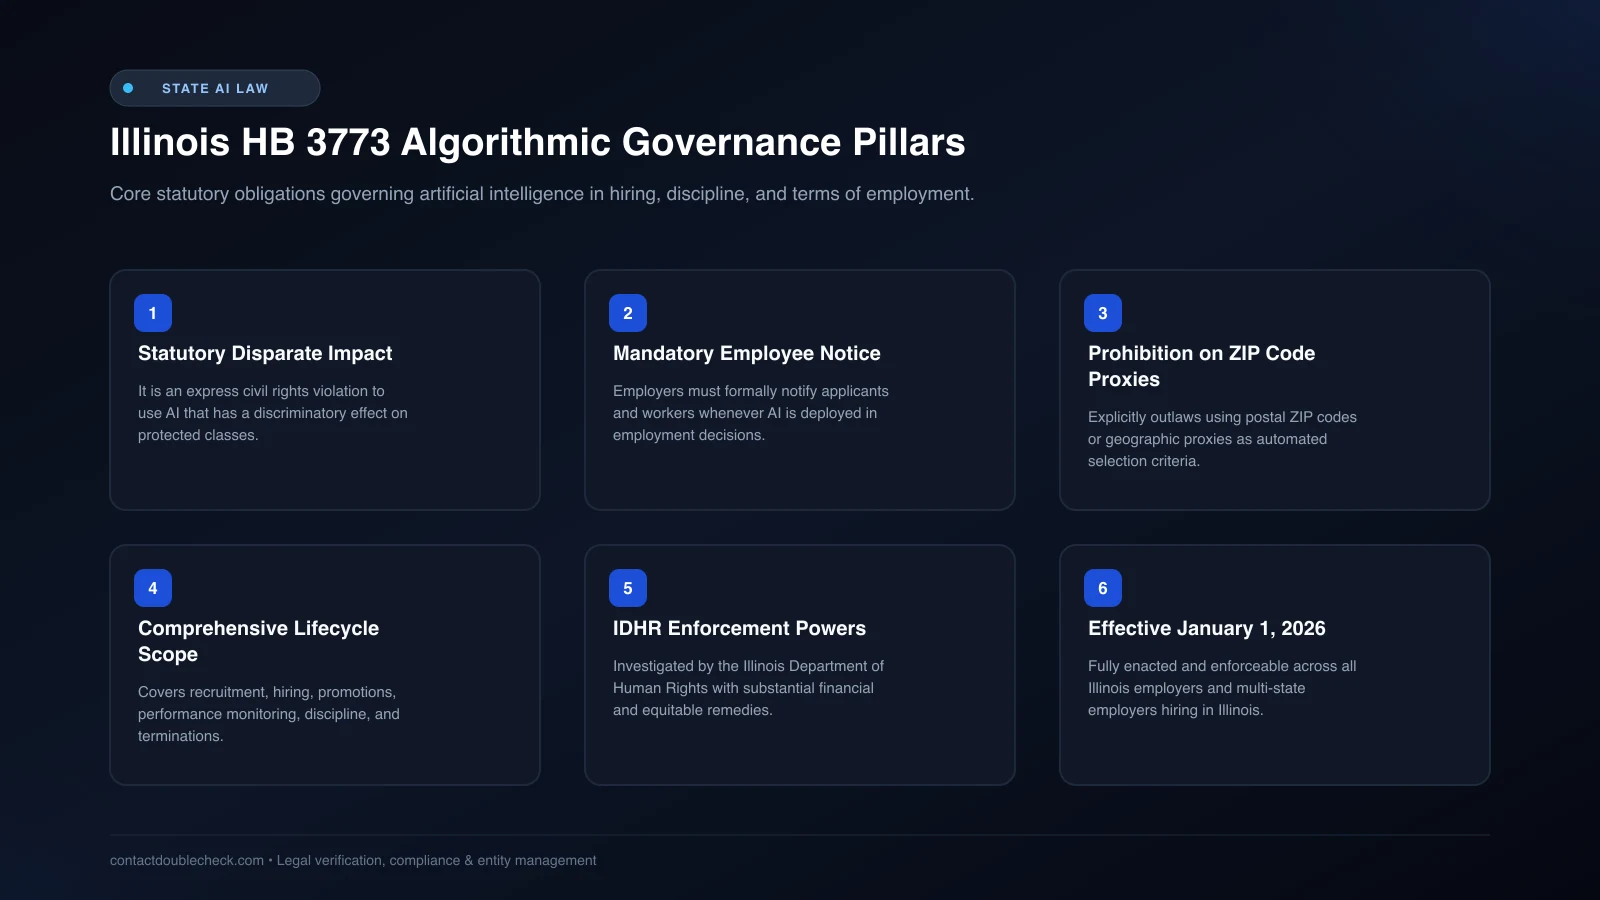 STATE AI LAW
Illinois HB 3773 Algorithmic Governance Pillars
Core statutory obligations governing artificial intelligence in hiring, discipline, and terms of employment.
1
Statutory Disparate Impact
It is an express civil rights violation to
use AI that has a discriminatory effect on
protected classes.
2
Mandatory Employee Notice
Employers must formally notify applicants
and workers whenever AI is deployed in
employment decisions.
3
Prohibition on ZIP Code
Proxies
Explicitly outlaws using postal ZIP codes
or geographic proxies as automated
selection criteria.
4
Comprehensive Lifecycle
Scope
Covers recruitment, hiring, promotions,
performance monitoring, discipline, and
terminations.
5
IDHR Enforcement Powers
Investigated by the Illinois Department of
Human Rights with substantial financial
and equitable remedies.
6
Effective January 1, 2026
Fully enacted and enforceable across all
Illinois employers and multi-state
employers hiring in Illinois.
contactdoublecheck.com • Legal verification, compliance & entity management